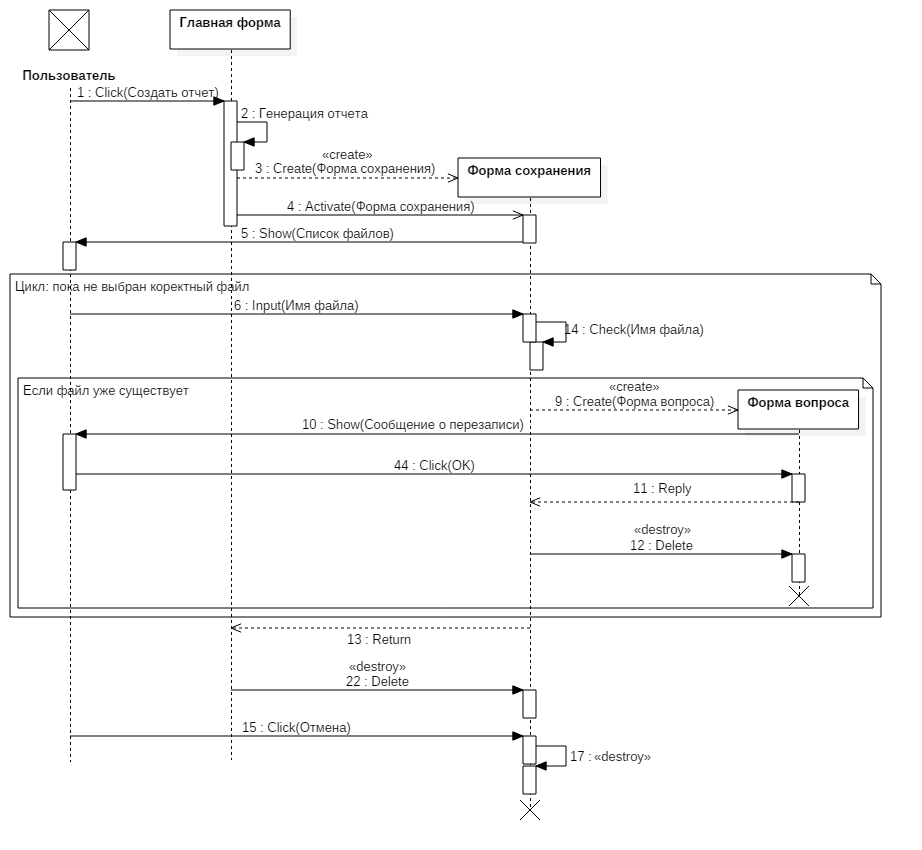 Главная форма
Пользователь
1 : Click(Создать отчет)
2 : Генерация отчета
«create»
3 : Create(Форма сохранения)
Форма сохранения
4 : Activate(Форма сохранения)
5 : Show(Список файлов)
Цикл: пока не выбран коректный файл
6 : Input(Имя файла)
14 : Check(Имя файла)
Если файл уже существует
«create»
9 : Create(Форма вопроса)
Форма вопроса
10 : Show(Сообщение о перезаписи)
44 : Click(OK)
11 : Reply
«destroy»
12 : Delete
13 : Return
«destroy»
22 : Delete
15 : Click(Отмена)
17 : «destroy»